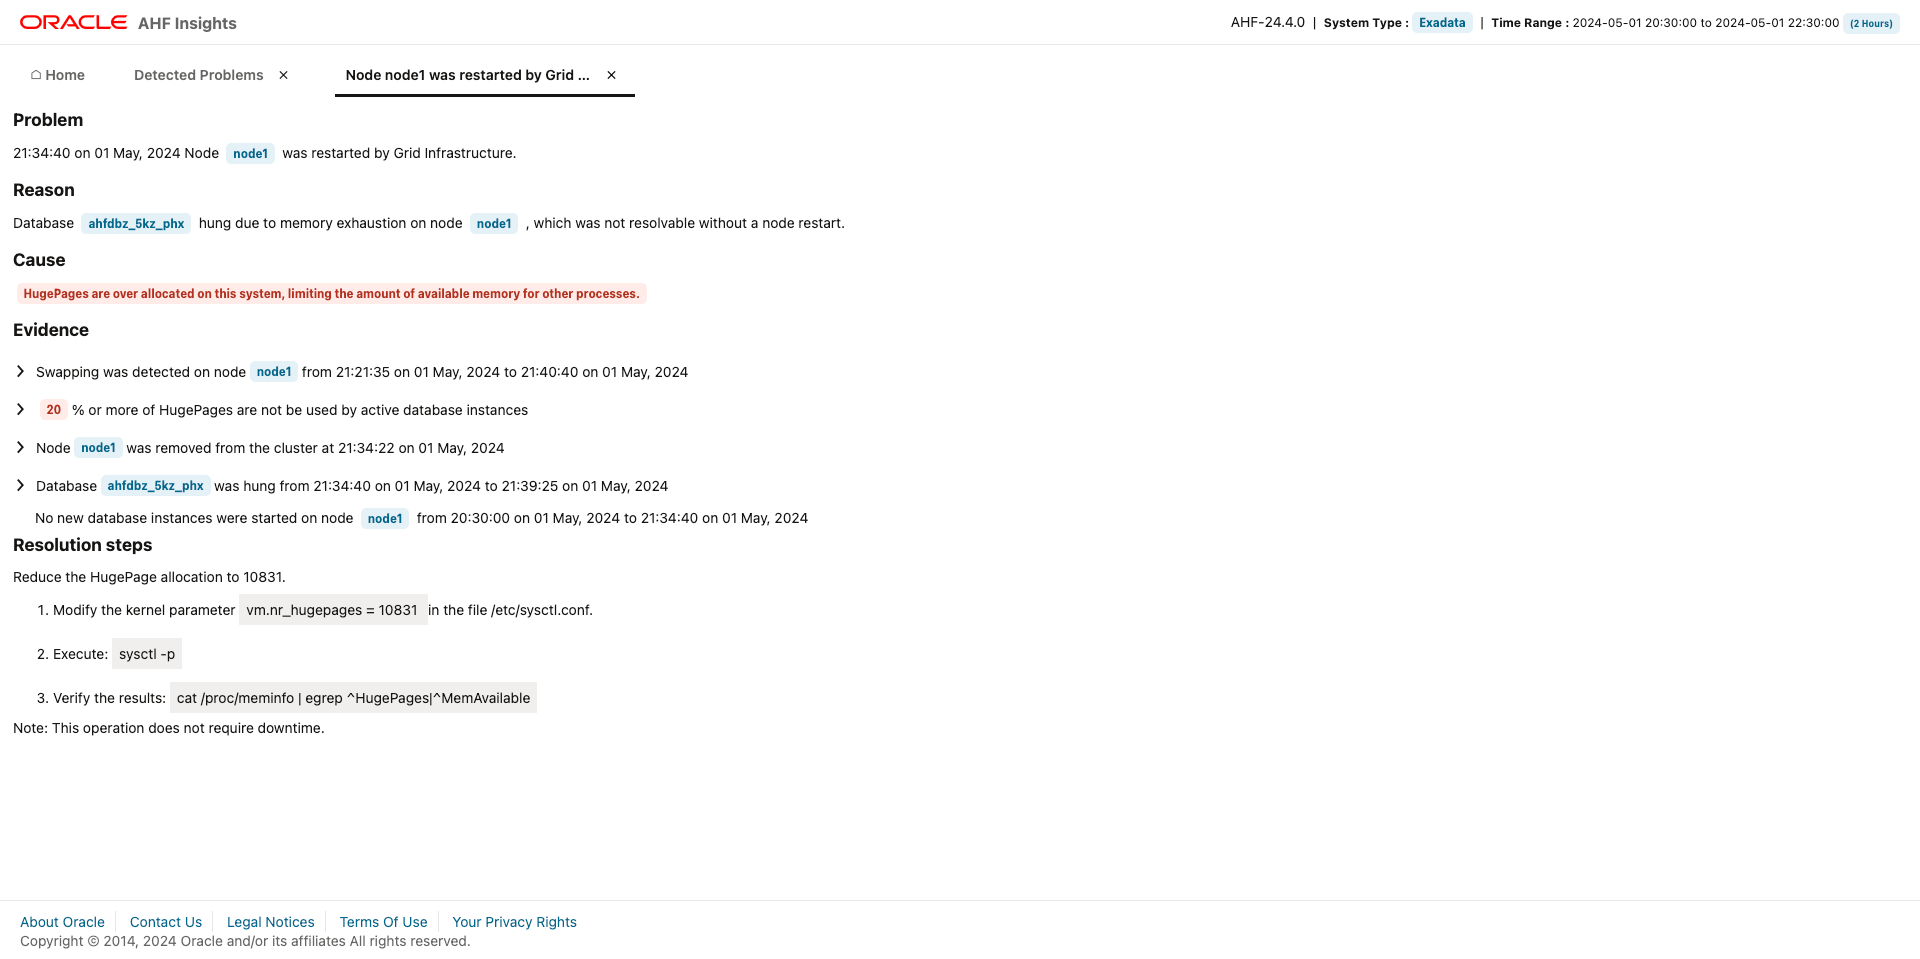 ORACLE AHF Insights
AHF-24.4.0 | System Type : Exadata | Time Range : 2024-05-01 20:30:00 to 2024-05-01 22:30:00 (2 Hours)
Home Detected Problems × Node node1 was restarted by Grid ... ×
Problem
21:34:40 on 01 May, 2024 Node node1 was restarted by Grid Infrastructure.
Reason
Database ahfdbz_5kz_phx hung due to memory exhaustion on node node1 , which was not resolvable without a node restart.
Cause
HugePages are over allocated on this system, limiting the amount of available memory for other processes.
Evidence
Swapping was detected on node node1 from 21:21:35 on 01 May, 2024 to 21:40:40 on 01 May, 2024
20 % or more of HugePages are not be used by active database instances
Node node1 was removed from the cluster at 21:34:22 on 01 May, 2024
Database ahfdbz_5kz_phx was hung from 21:34:40 on 01 May, 2024 to 21:39:25 on 01 May, 2024
No new database instances were started on node node1 from 20:30:00 on 01 May, 2024 to 21:34:40 on 01 May, 2024
Resolution steps
Reduce the HugePage allocation to 10831.
1. Modify the kernel parameter vm.nr_hugepages = 10831 in the file /etc/sysctl.conf.
2. Execute: sysctl -p
3. Verify the results: cat /proc/meminfo | egrep ^HugePages|^MemAvailable
Note: This operation does not require downtime.
About Oracle Contact Us Legal Notices Terms Of Use Your Privacy Rights
Copyright © 2014, 2024 Oracle and/or its affiliates All rights reserved.